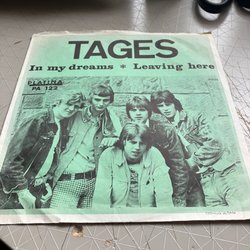 TAGES
In my dreams * Leaving here
PLATINA
PA 122